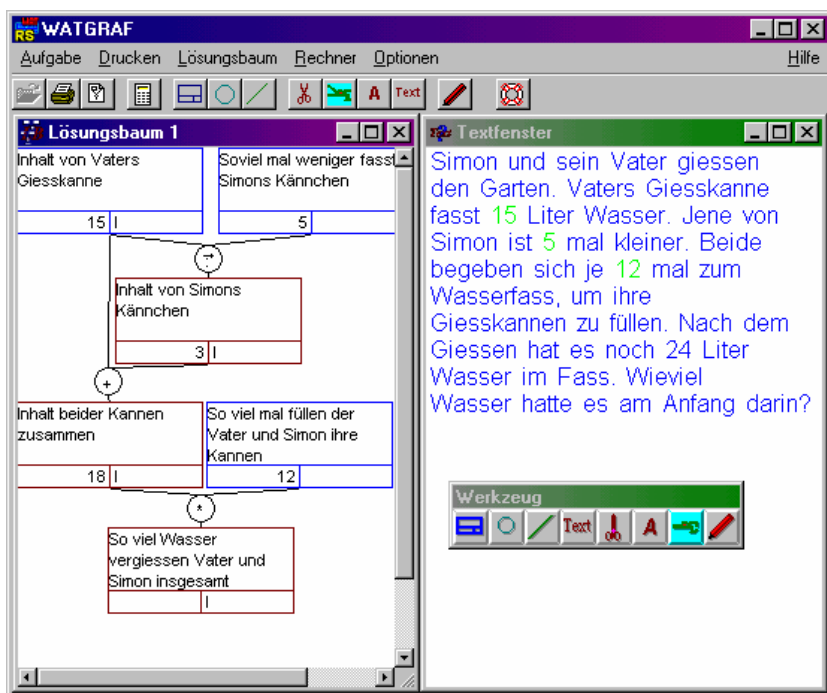 WATGRAF
Aufgabe Drucken Lösungsbaum Rechner Optionen Hilfe
A Text
Lösungsbaum 1
Inhalt von Vaters
Giesskanne
15 l
Soviel mal weniger fasst
Simons Kännchen
5
:
Inhalt von Simons
Kännchen
3 l
+
Inhalt beider Kannen
zusammen
18 l
So viel mal füllen der
Vater und Simon ihre
Kannen
12
*
So viel Wasser
vergiessen Vater und
Simon insgesamt
l
Textfenster
Simon und sein Vater giessen
den Garten. Vaters Giesskanne
fasst 15 Liter Wasser. Jene von
Simon ist 5 mal kleiner. Beide
begeben sich je 12 mal zum
Wasserfass, um ihre
Giesskannen zu füllen. Nach dem
Giessen hat es noch 24 Liter
Wasser im Fass. Wieviel
Wasser hatte es am Anfang darin?
Werkzeug
Text A